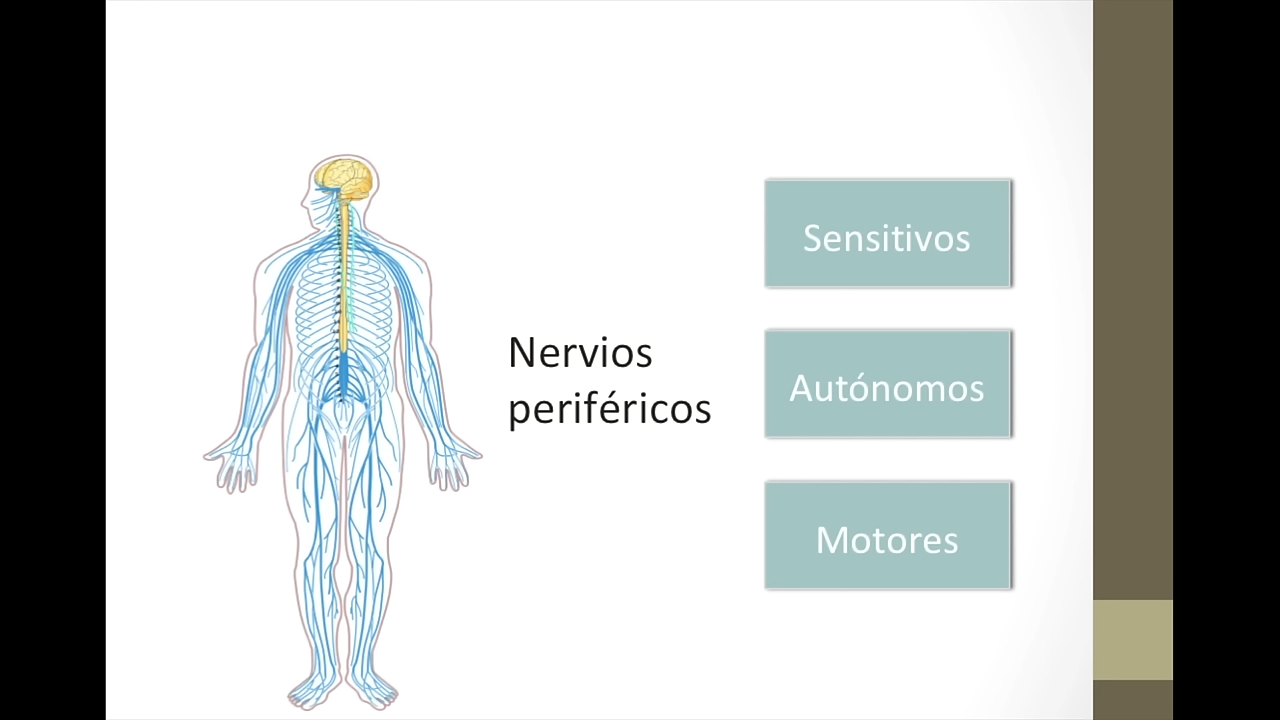 Nervios
periféricos
Sensitivos
Autónomos
Motores